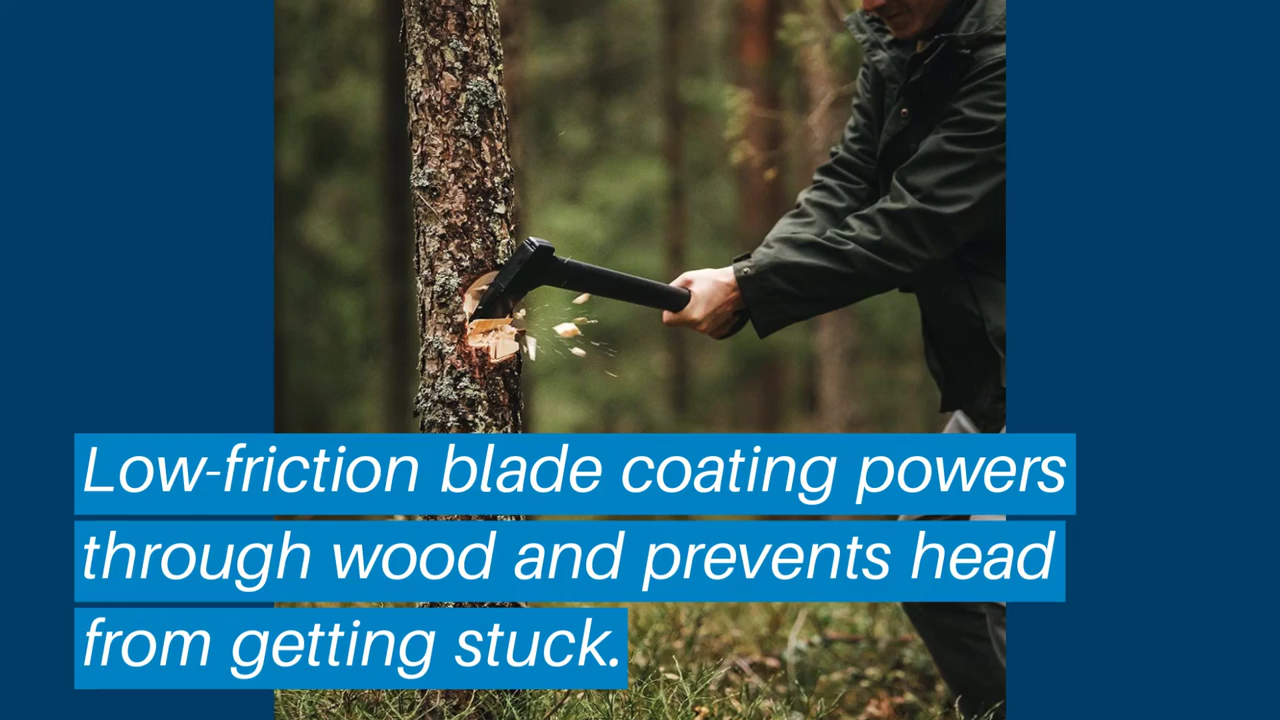 Low-friction blade coating powers
through wood and prevents head
from getting stuck.